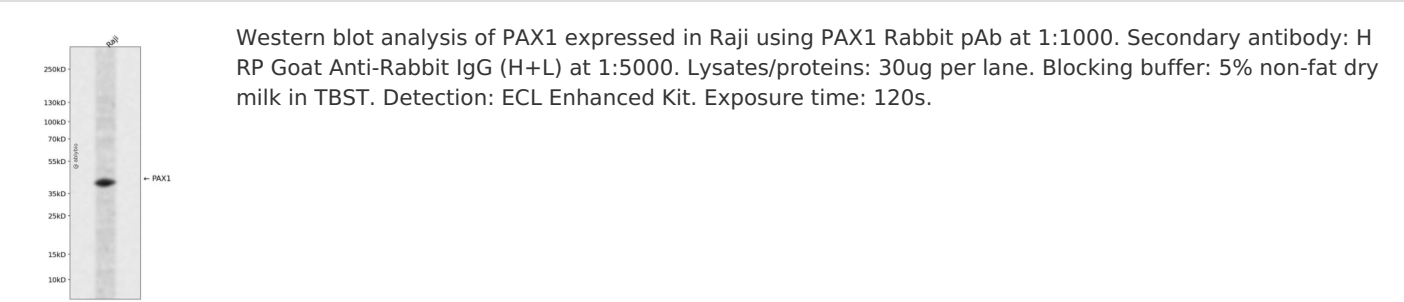 Raji
Western blot analysis of PAX1 expressed in Raji using PAX1 Rabbit pAb at 1:1000. Secondary antibody: H
RP Goat Anti-Rabbit IgG (H+L) at 1:5000. Lysates/proteins: 30ug per lane. Blocking buffer: 5% non-fat dry
milk in TBST. Detection: ECL Enhanced Kit. Exposure time: 120s.
250kD
130kD
100kD
70kD
55kD
← PAX1
35kD
25kD
15kD
10kD